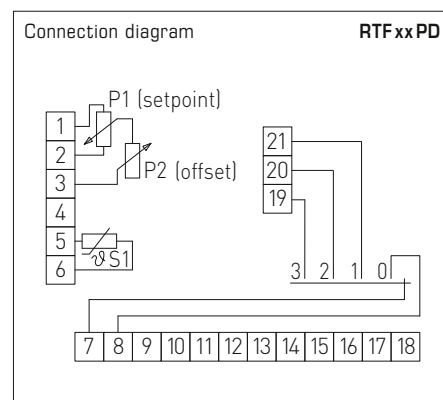 Connection diagram RTF xx PD
P1 (setpoint)
1
2
3
4
5
6
P2 (offset)
ϑ S1
21
20
19
3 2 1 0
7 8 9 10 11 12 13 14 15 16 17 18